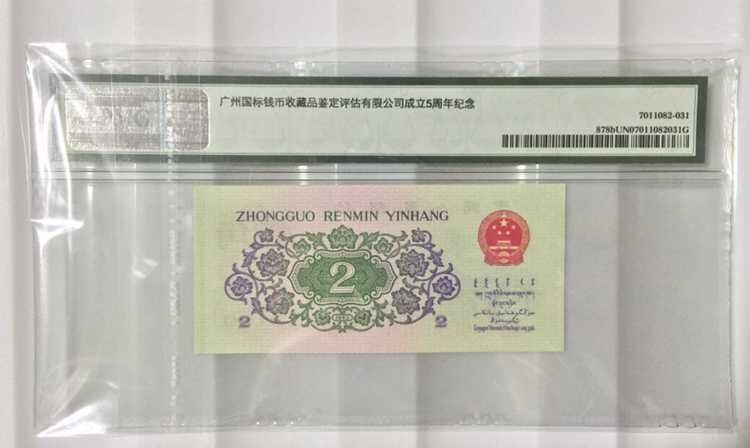 广州国标钱币收藏品鉴定评估有限公司成立5周年纪念
7011082-031
878bUN07011082031G
ZHONGGUO RENMIN YINHANG
2
2
2